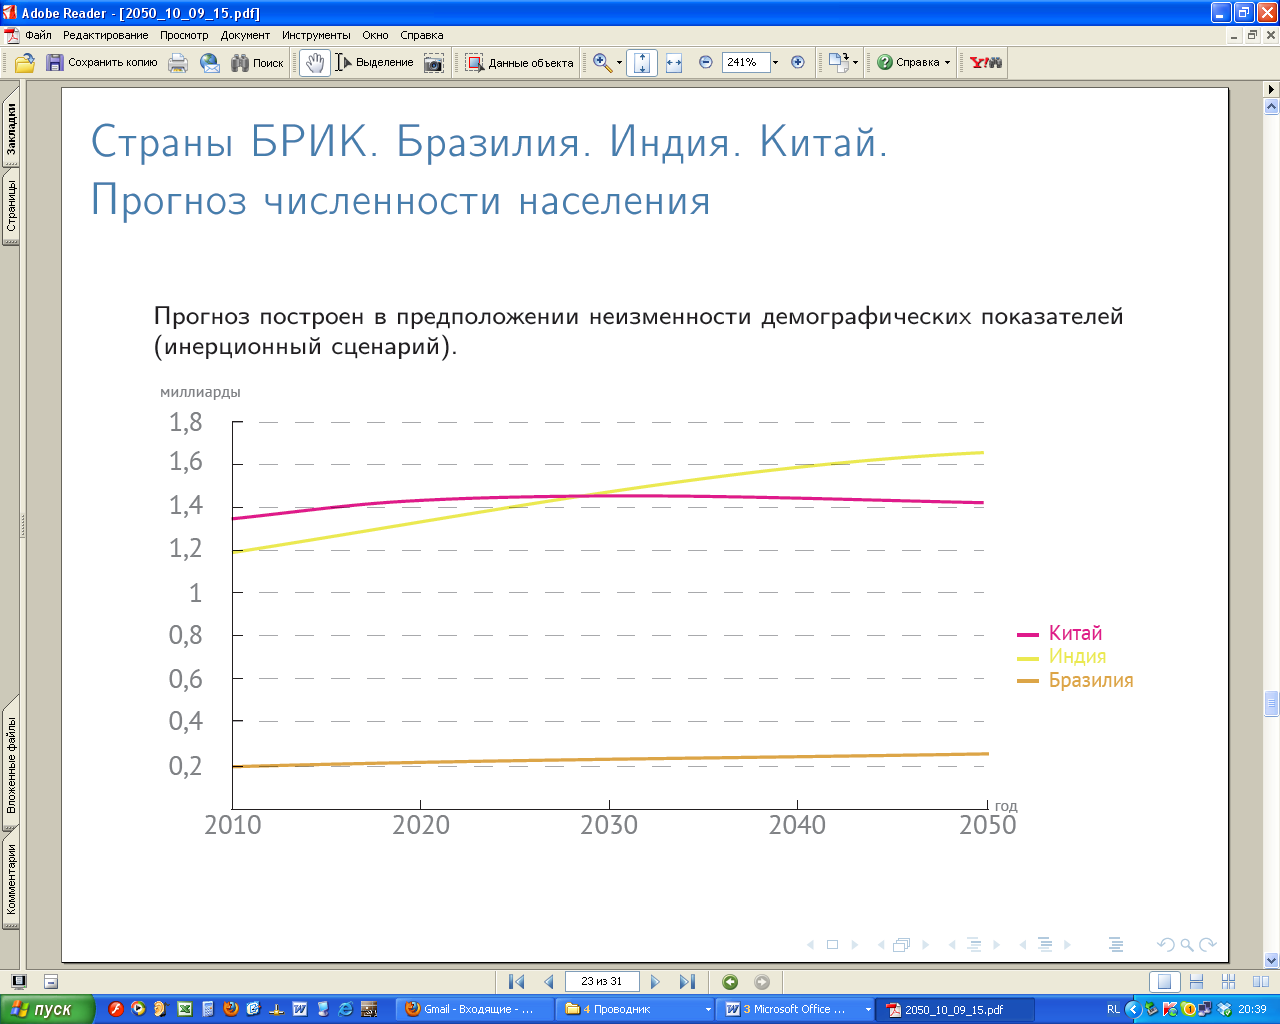 Adobe Reader - [2050_10_09_15.pdf]
Файл Редактирование Просмотр Документ Инструменты Окно Справка
Сохранить копию Поиск Выделение Данные объекта 241% Справка Y!
Закладки
Страницы
Вложенные файлы
Комментарии
Страны БРИК. Бразилия. Индия. Китай.
Прогноз численности населения
Прогноз построен в предположении неизменности демографических показателей
(инерционный сценарий).
миллиарды
1,8
1,6
1,4
1,2
1
0,8
0,6
0,4
0,2
2010 2020 2030 2040 2050
год
Китай
Индия
Бразилия
23 из 31
пуск Gmail - Входящие - ... 4 Проводник 3 Microsoft Office ... 2050_10_09_15.pdf RL 20:39